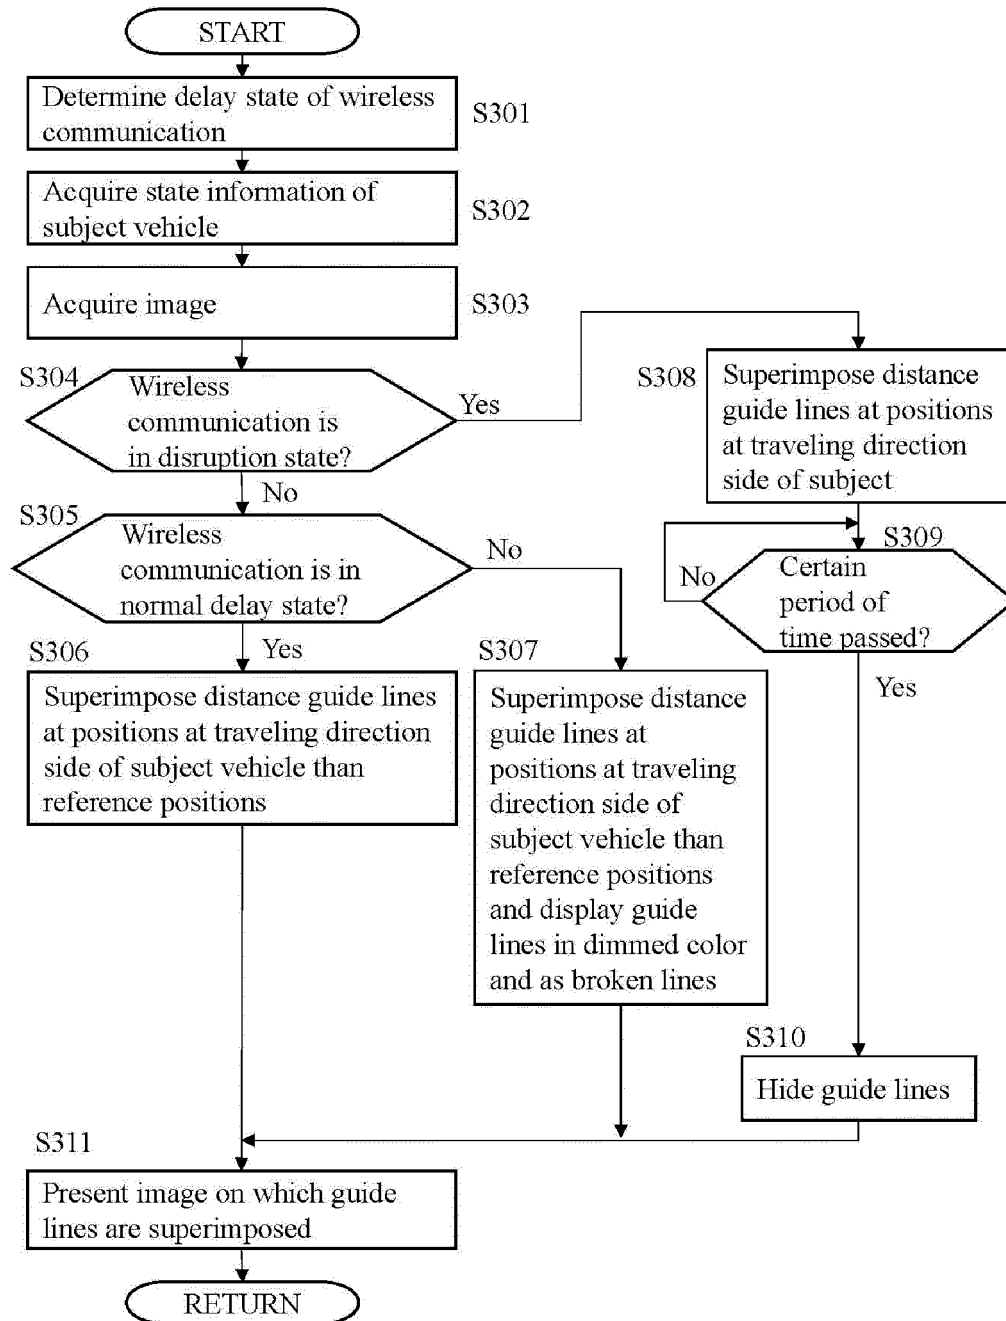 START
Determine delay state of wireless
communication
S301
Acquire state information of
subject vehicle
S302
Acquire image
S303
S304
Wireless
communication is
in disruption state?
Yes
No
S308
Superimpose distance
guide lines at positions
at traveling direction
side of subject
S305
Wireless
communication is in
normal delay state?
No
Yes
S309
Certain
period of
time passed?
No
Yes
S306
Superimpose distance guide lines
at positions at traveling direction
side of subject vehicle than
reference positions
S307
Superimpose distance
guide lines at
positions at traveling
direction side of
subject vehicle than
reference positions
and display guide
lines in dimmed color
and as broken lines
S310
Hide guide lines
S311
Present image on which guide
lines are superimposed
RETURN